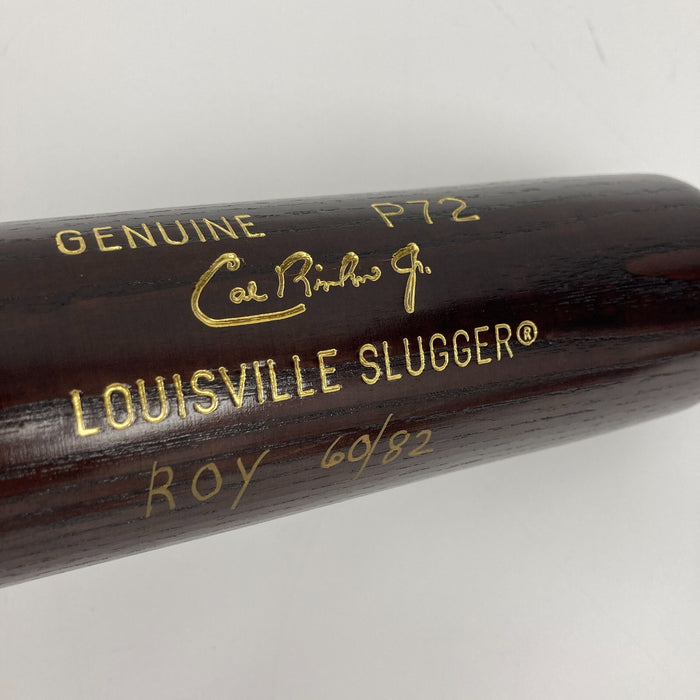 GENUINE P72
Cal Ripken Jr.
LOUISVILLE SLUGGER®
ROY 60/82